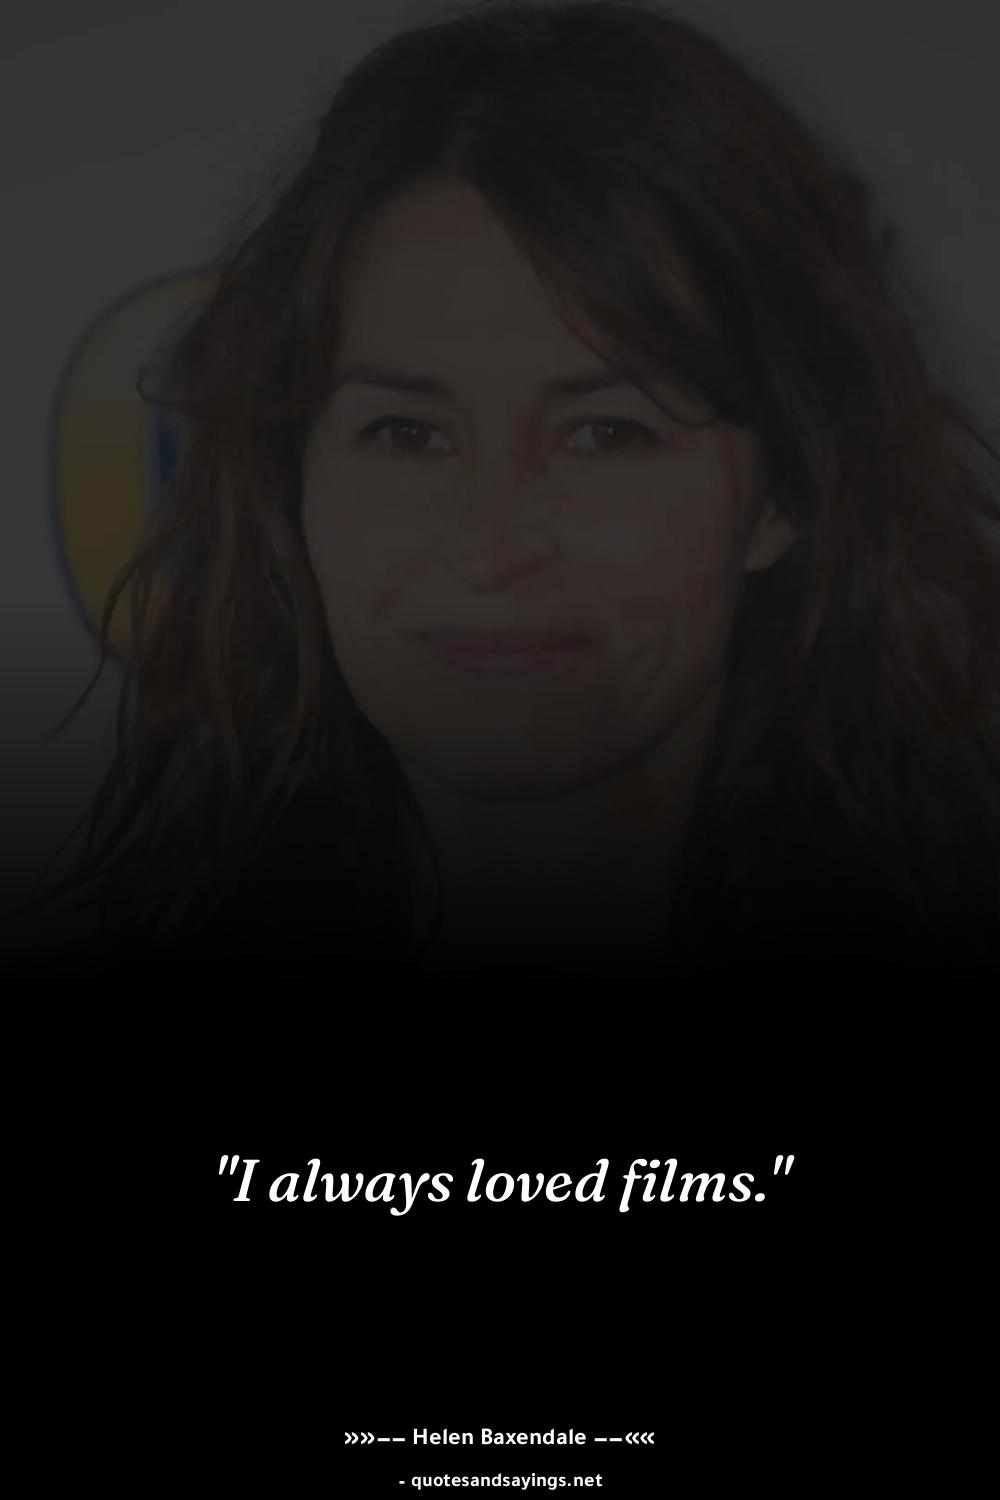 "I always loved films."
»»–– Helen Baxendale ––««
- quotesandsayings.net